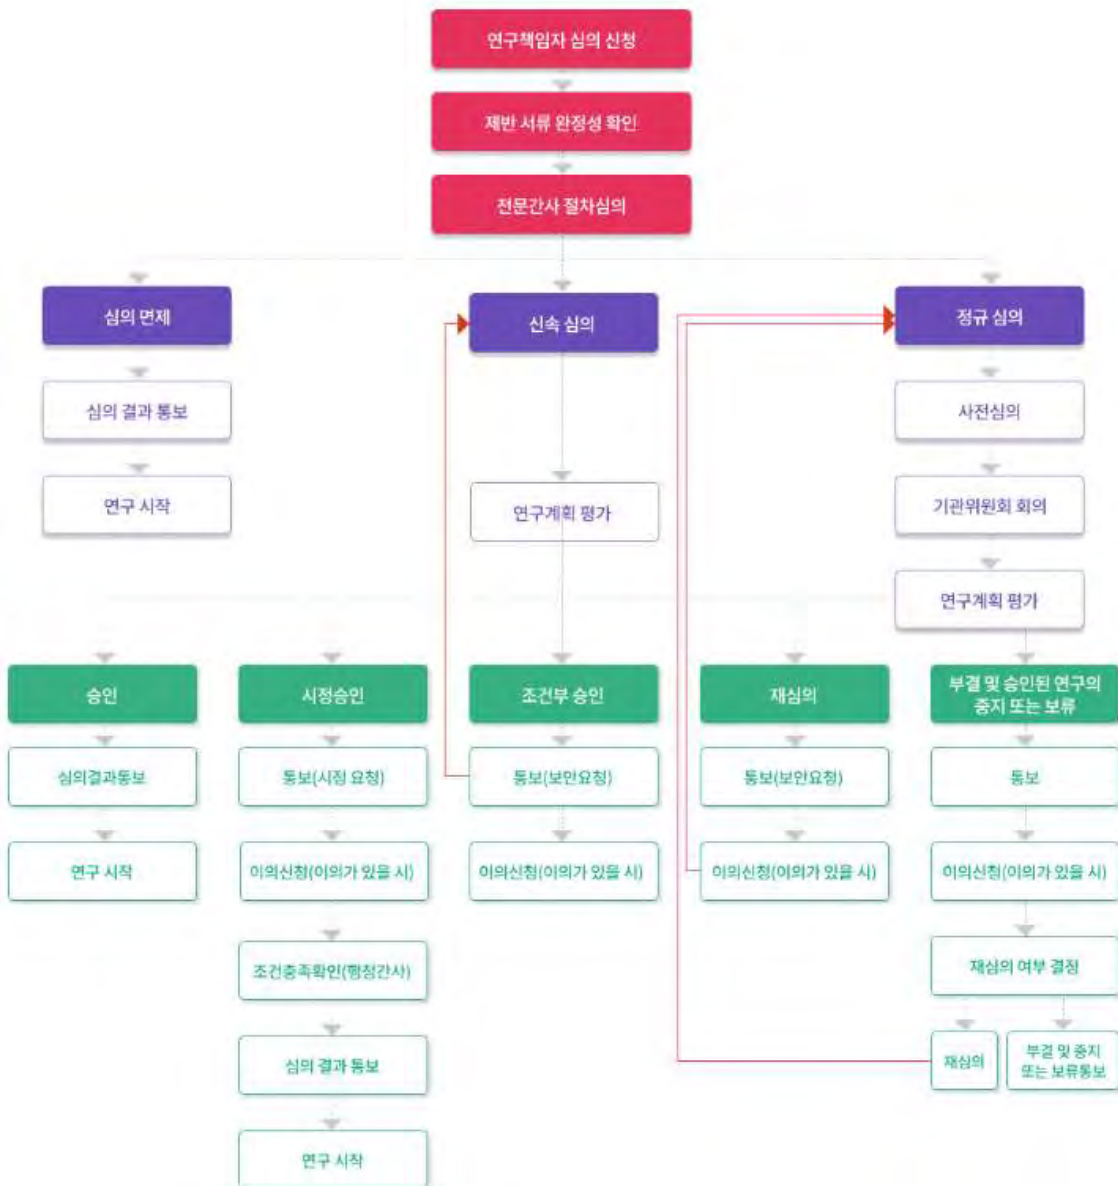 연구책임자 심의 신청
제반 서류 완정성 확인
전문간사 절차심의
심의 면제
신속 심의
정규 심의
심의 결과 통보
사전심의
연구 시작
연구계획 평가
기관위원회 회의
연구계획 평가
승인
시정승인
조건부 승인
재심의
부결 및 승인된 연구의
중지 또는 보류
심의결과통보
통보(시정 요청)
통보(보안요청)
통보(보안요청)
통보
연구 시작
이의신청(이의가 있을 시)
이의신청(이의가 있을 시)
이의신청(이의가 있을 시)
이의신청(이의가 있을 시)
조건충족확인(행정간사)
재심의 여부 결정
심의 결과 통보
재심의
부결 및 중지
또는 보류통보
연구 시작